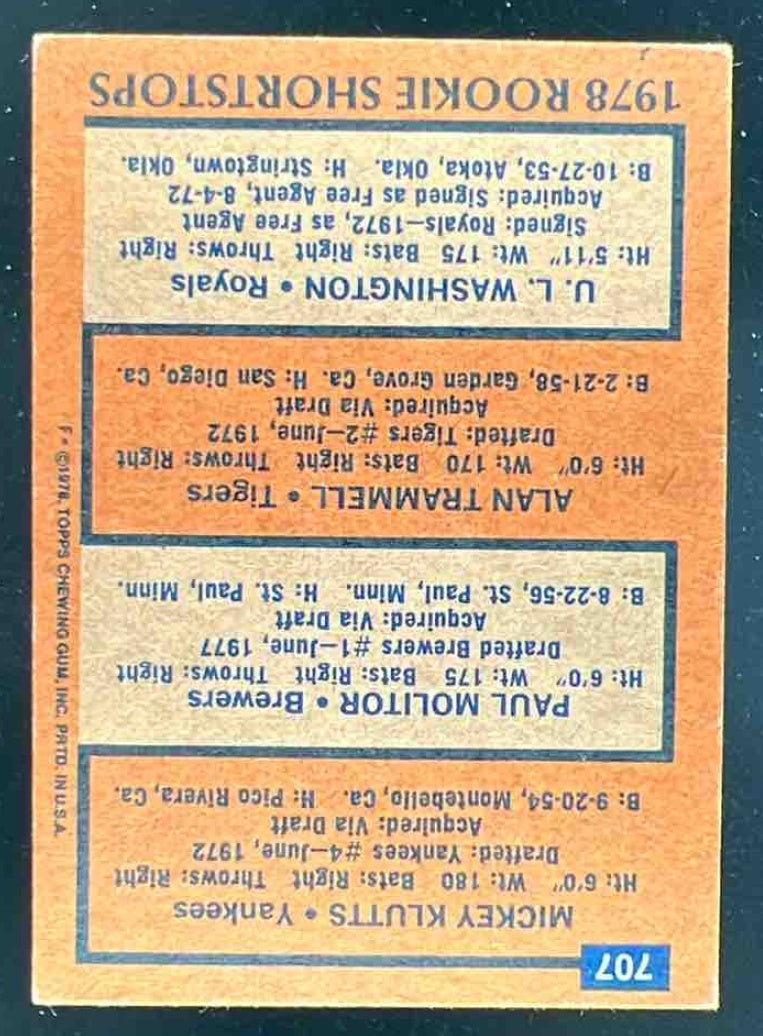 707
MICKEY KLUTTS • Yankees
Ht: 6'0" Wt: 180 Bats: Right Throws: Right
Drafted: Yankees #4—June, 1972
Acquired: Via Draft
B: 9-20-54, Montebello, Ca. H: Pico Rivera, Ca.
PAUL MOLITOR • Brewers
Ht: 6'0" Wt: 175 Bats: Right Throws: Right
Drafted Brewers #1—June, 1977
Acquired: Via Draft
B: 8-22-56, St. Paul, Minn. H: St. Paul, Minn.
ALAN TRAMMELL • Tigers
Ht: 6'0" Wt: 170 Bats: Right Throws: Right
Drafted: Tigers #2—June, 1972
Acquired: Via Draft
B: 2-21-58, Garden Grove, Ca. H: San Diego, Ca.
U. L. WASHINGTON • Royals
Ht: 5'11" Wt: 175 Bats: Right Throws: Right
Signed: Royals—1972, as Free Agent
Acquired: Signed as Free Agent, 8-4-72
B: 10-27-53, Atoka, Okla. H: Stringtown, Okla.
1978 ROOKIE SHORTSTOPS
F* ©1978, TOPPS CHEWING GUM, INC. PRTD. IN U.S.A.